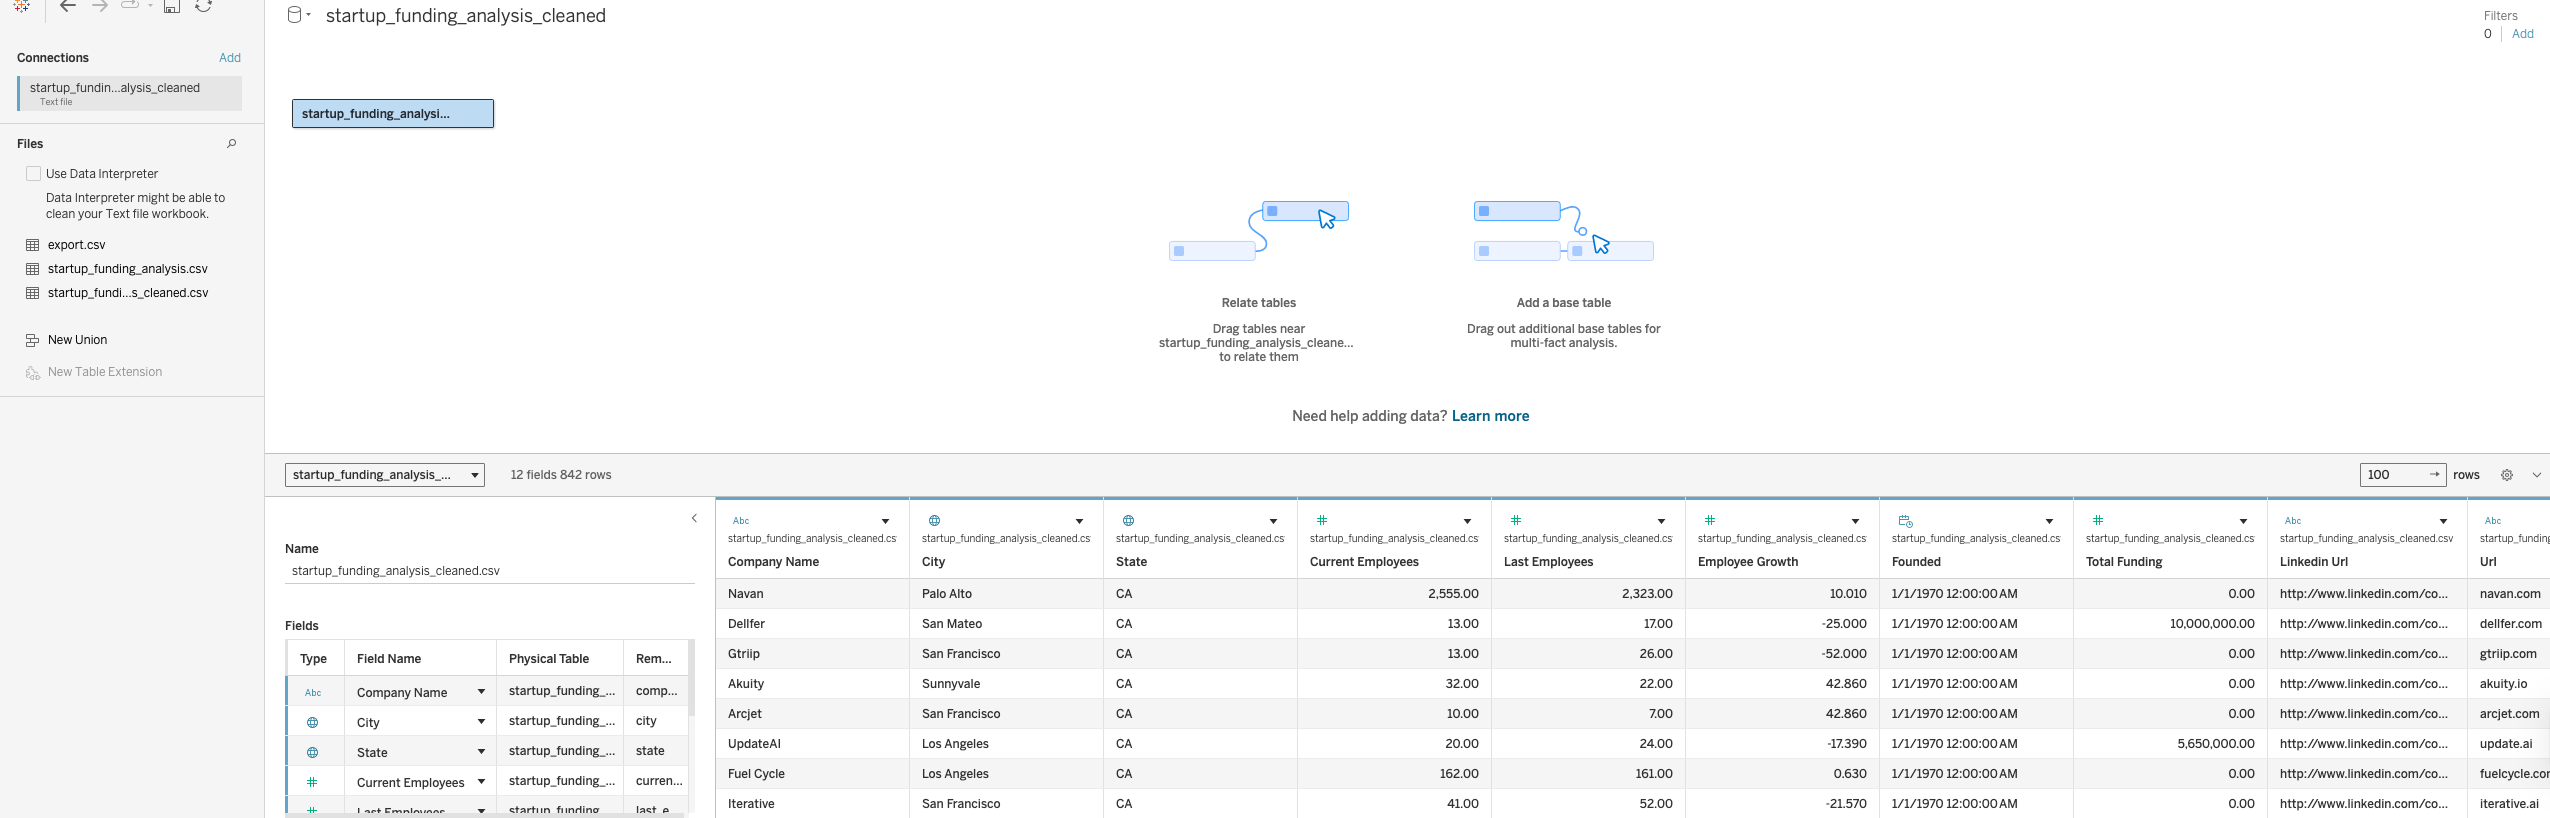 startup_funding_analysis_cleaned
Filters
0 Add
Connections Add
startup_fundin...alysis_cleaned
Text file
startup_funding_analysi...
Files
Use Data Interpreter
Data Interpreter might be able to
clean your Text file workbook.
export.csv
startup_funding_analysis.csv
startup_fundi...s_cleaned.csv
New Union
New Table Extension
Relate tables
Drag tables near
startup_funding_analysis_cleane...
to relate them
Add a base table
Drag out additional base tables for
multi-fact analysis.
Need help adding data? Learn more
startup_funding_analysis_... 12 fields 842 rows 100 → rows
Name
startup_funding_analysis_cleaned.csv
Fields
Type Field Name Physical Table Rem...
Abc Company Name startup_funding_... comp...
City startup_funding_... city
State startup_funding_... state
# Current Employees startup_funding_... curren...
# Last Employees startup_funding last_e
Abc # # # # Abc Abc
startup_funding_analysis_cleaned.cs startup_funding_analysis_cleaned.cs startup_funding_analysis_cleaned.cs startup_funding_analysis_cleaned.cs startup_funding_analysis_cleaned.cs startup_funding_analysis_cleaned.cs startup_funding_analysis_cleaned.cs startup_funding_analysis_cleaned.cs startup_funding_analysis_cleaned.csv startup_funding
Company Name City State Current Employees Last Employees Employee Growth Founded Total Funding Linkedin Url Url
Navan Palo Alto CA 2,555.00 2,323.00 10.010 1/1/1970 12:00:00 AM 0.00 http://www.linkedin.com/co... navan.com
Dellfer San Mateo CA 13.00 17.00 -25.000 1/1/1970 12:00:00 AM 10,000,000.00 http://www.linkedin.com/co... dellfer.com
Gtriip San Francisco CA 13.00 26.00 -52.000 1/1/1970 12:00:00 AM 0.00 http://www.linkedin.com/co... gtriip.com
Akuity Sunnyvale CA 32.00 22.00 42.860 1/1/1970 12:00:00 AM 0.00 http://www.linkedin.com/co... akuity.io
Arcjet San Francisco CA 10.00 7.00 42.860 1/1/1970 12:00:00 AM 0.00 http://www.linkedin.com/co... arcjet.com
UpdateAI Los Angeles CA 20.00 24.00 -17.390 1/1/1970 12:00:00 AM 5,650,000.00 http://www.linkedin.com/co... update.ai
Fuel Cycle Los Angeles CA 162.00 161.00 0.630 1/1/1970 12:00:00 AM 0.00 http://www.linkedin.com/co... fuelcycle.com
Iterative San Francisco CA 41.00 52.00 -21.570 1/1/1970 12:00:00 AM 0.00 http://www.linkedin.com/co... iterative.ai